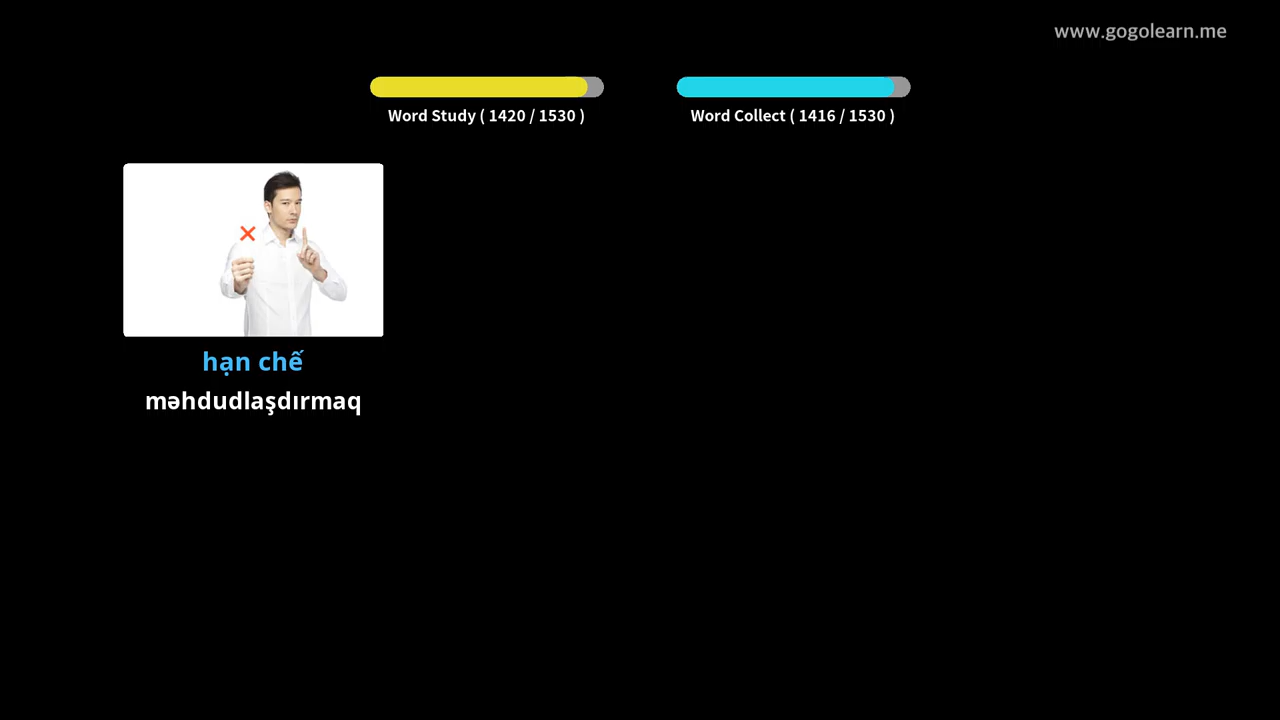 www.gogolearn.me
Word Study ( 1420 / 1530 )
Word Collect ( 1416 / 1530 )
hạn chế
məhdudlaşdırmaq